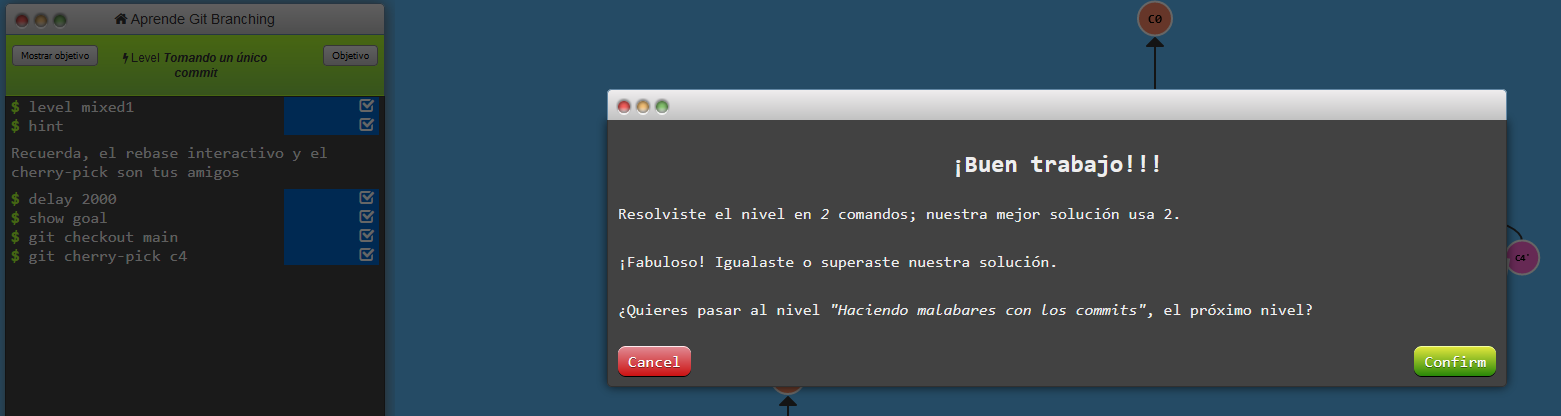 Aprende Git Branching
Mostrar objetivo
Level Tomando un único
commit
Objetivo
$ level mixed1
$ hint
Recuerda, el rebase interactivo y el
cherry-pick son tus amigos
$ delay 2000
$ show goal
$ git checkout main
$ git cherry-pick c4
C0
¡Buen trabajo!!!
Resolviste el nivel en 2 comandos; nuestra mejor solución usa 2.
¡Fabuloso! Igualaste o superaste nuestra solución.
¿Quieres pasar al nivel "Haciendo malabares con los commits", el próximo nivel?
Cancel
Confirm
C4'